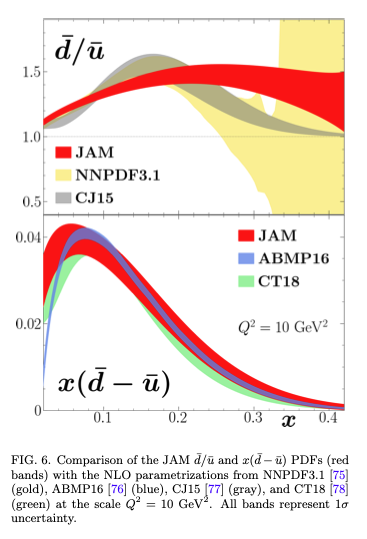 d̄/ū
1.5
1.0
0.5
JAM
NNPDF3.1
CJ15
0.04
0.02
0
JAM
ABMP16
CT18
Q² = 10 GeV²
x(d̄ − ū)
0.1 0.2 0.3 x 0.4
FIG. 6. Comparison of the JAM d̄/ū and x(d̄ − ū) PDFs (red
bands) with the NLO parametrizations from NNPDF3.1 [75]
(gold), ABMP16 [76] (blue), CJ15 [77] (gray), and CT18 [78]
(green) at the scale Q² = 10 GeV². All bands represent 1σ
uncertainty.